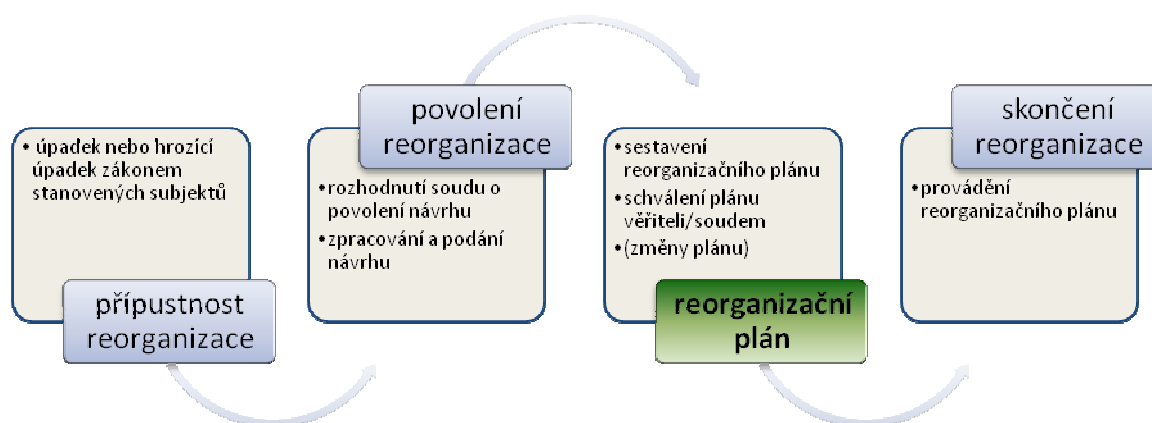 • úpadek nebo hrozící
úpadek zákonem
stanovených subjektů
přípustnost
reorganizace
povolení
reorganizace
•rozhodnutí soudu o
povolení návrhu
•zpracování a podání
návrhu
•sestavení
reorganizačního plánu
•schválení plánu
věřiteli/soudem
•(změny plánu)
reorganizační
plán
skončení
reorganizace
•provádění
reorganizačního plánu